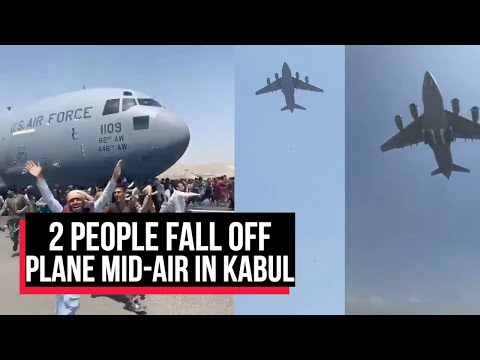 U.S. AIR FORCE
1109
62ᴺᴰ AW
446ᵀᴴ AW
2 PEOPLE FALL OFF
PLANE MID-AIR IN KABUL